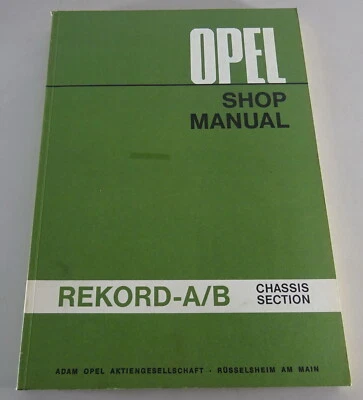 OPEL
SHOP
MANUAL
REKORD-A/B CHASSIS
SECTION
ADAM OPEL AKTIENGESELLSCHAFT - RÜSSELSHEIM AM MAIN